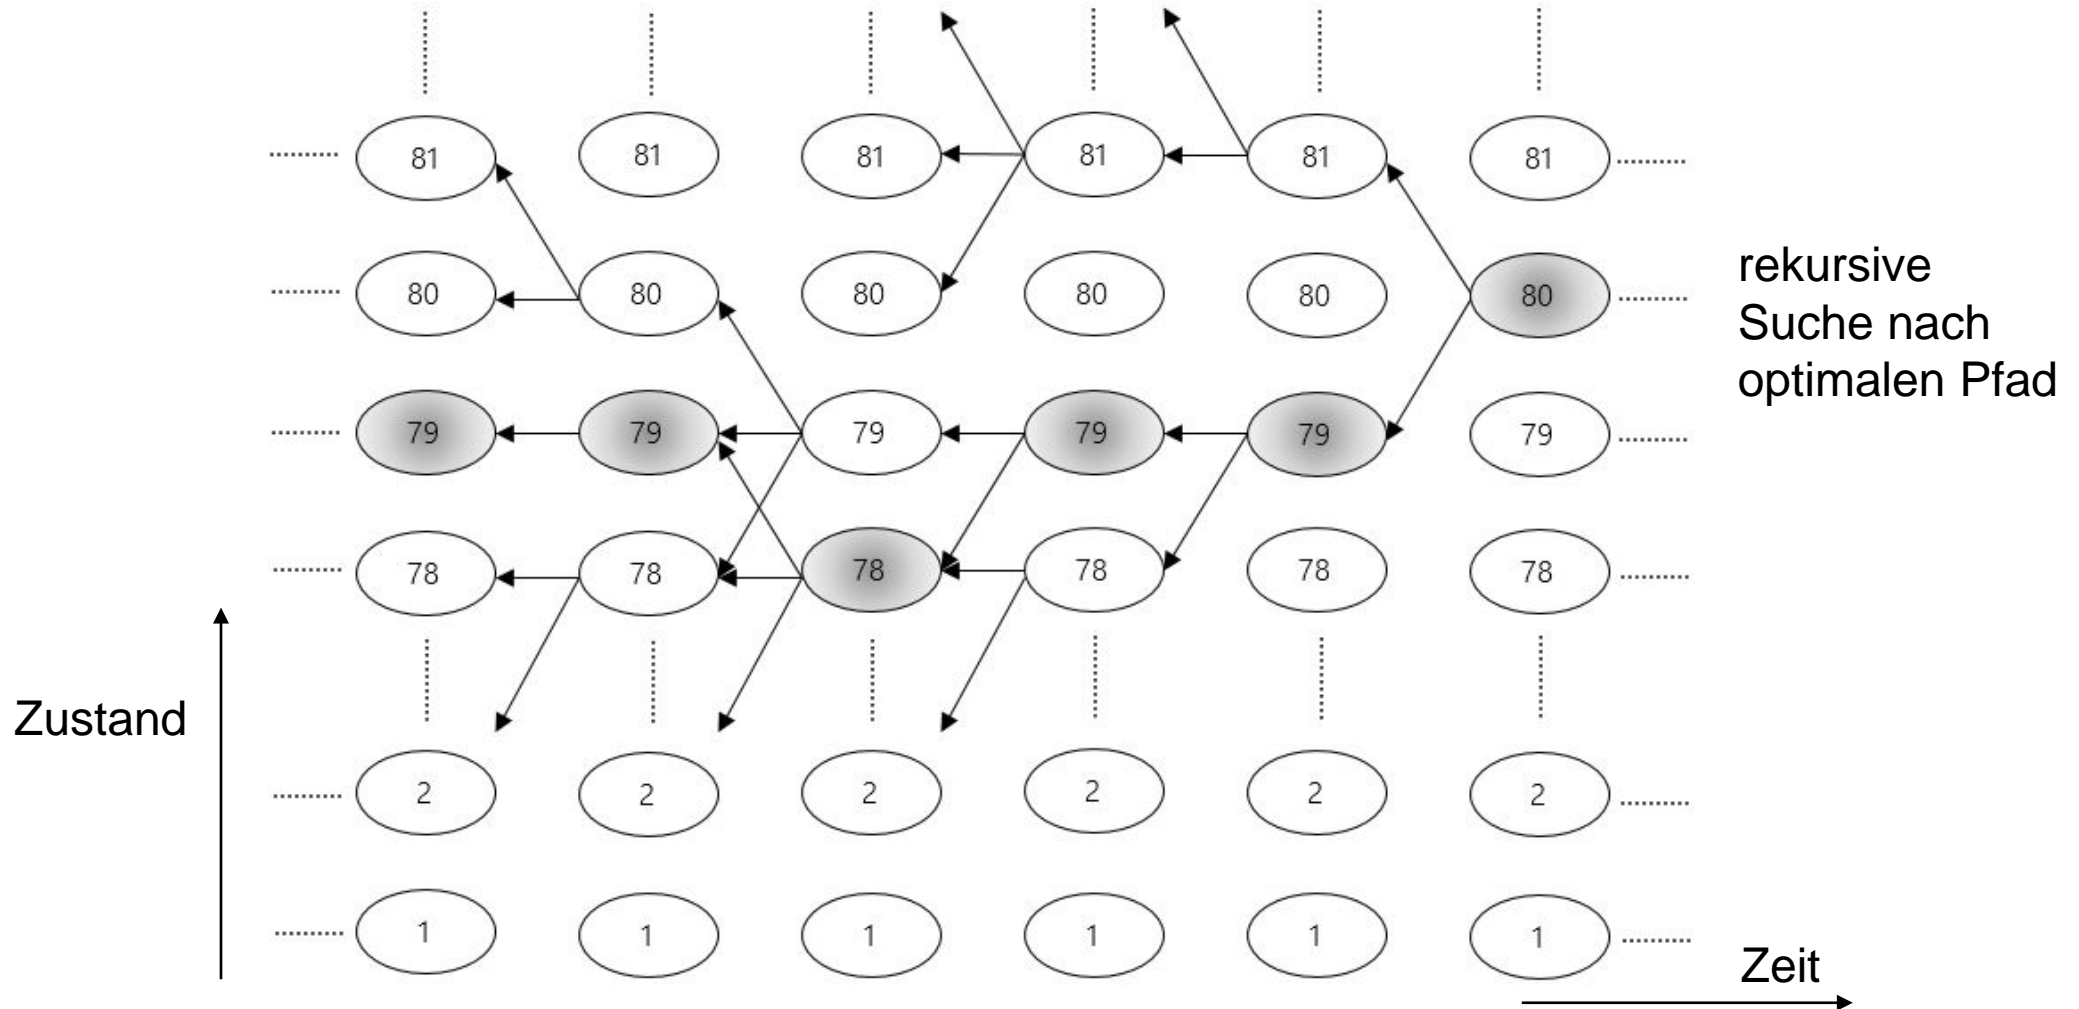 81 81 81 81 81 81
80 80 80 80 80 80
rekursive
Suche nach
optimalen Pfad
79 79 79 79 79 79
78 78 78 78 78 78
Zustand
2 2 2 2 2 2
1 1 1 1 1 1
Zeit